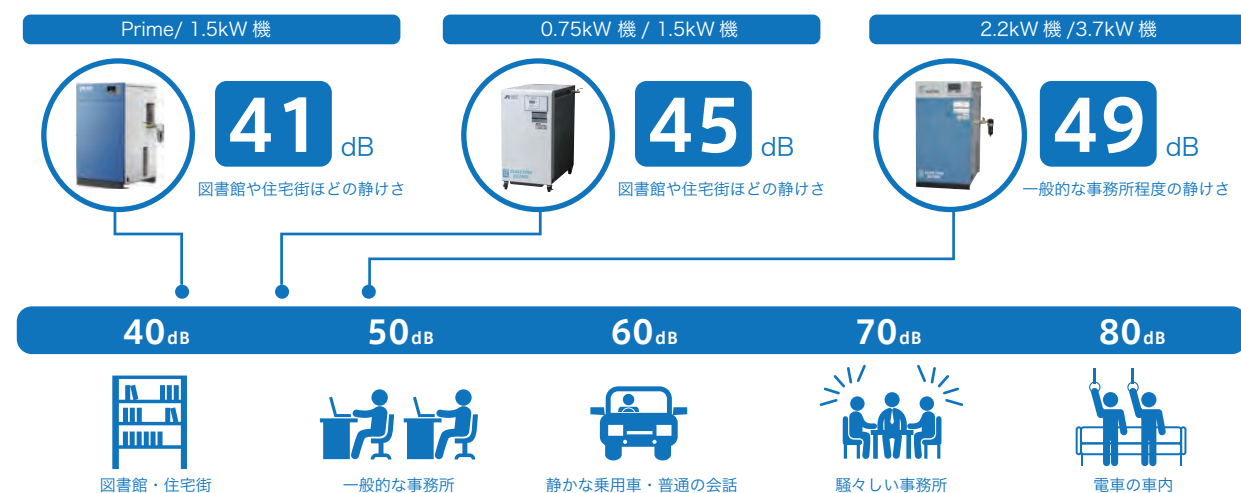 Prime/ 1.5kW 機
0.75kW 機 / 1.5kW 機
2.2kW 機 /3.7kW 機
41 dB
図書館や住宅街ほどの静けさ
45 dB
図書館や住宅街ほどの静けさ
49 dB
一般的な事務所程度の静けさ
40dB
50dB
60dB
70dB
80dB
図書館・住宅街
一般的な事務所
静かな乗用車・普通の会話
騒々しい事務所
電車の車内